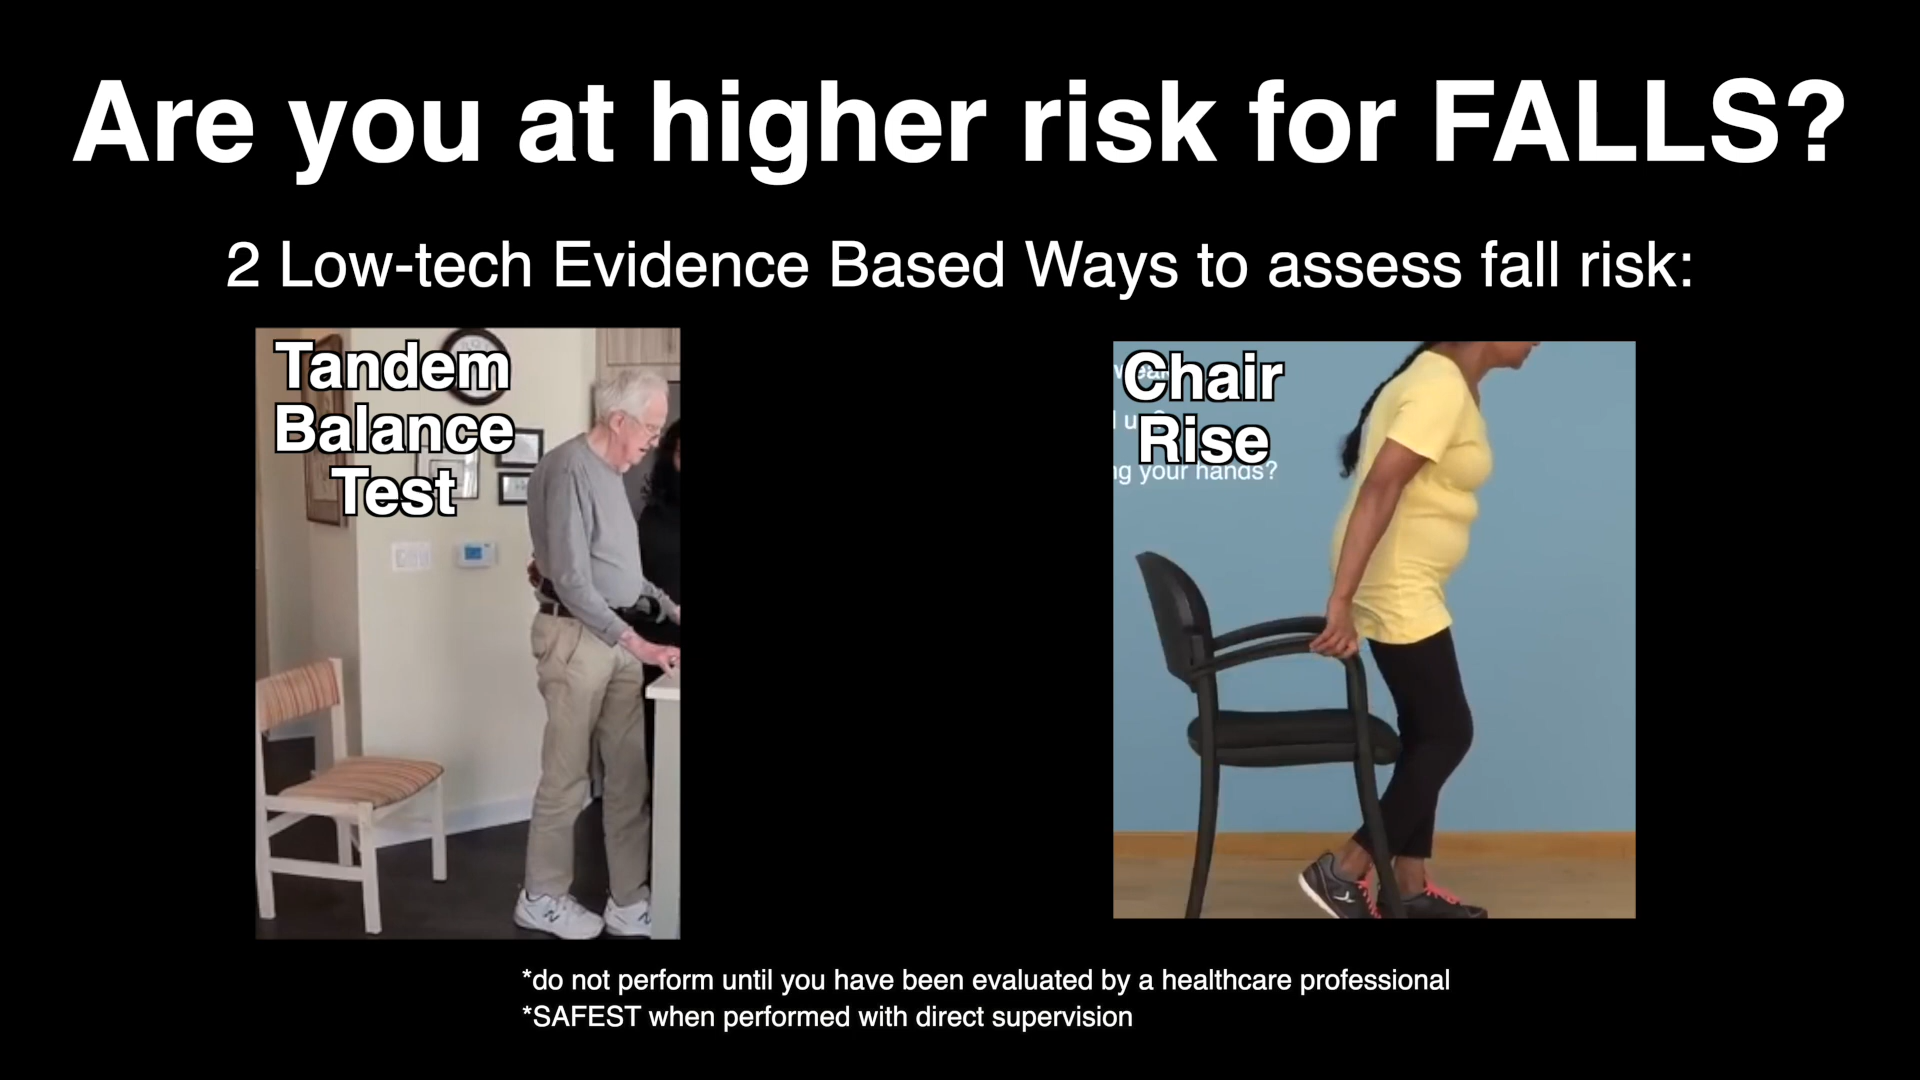 Are you at higher risk for FALLS?
2 Low-tech Evidence Based Ways to assess fall risk:
Tandem
Balance
Test
Chair
Rise
your hands?
*do not perform until you have been evaluated by a healthcare professional
*SAFEST when performed with direct supervision